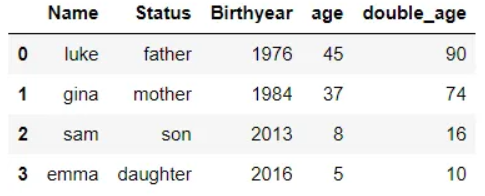 Name Status Birthyear age double_age
0 luke father 1976 45 90
1 gina mother 1984 37 74
2 sam son 2013 8 16
3 emma daughter 2016 5 10